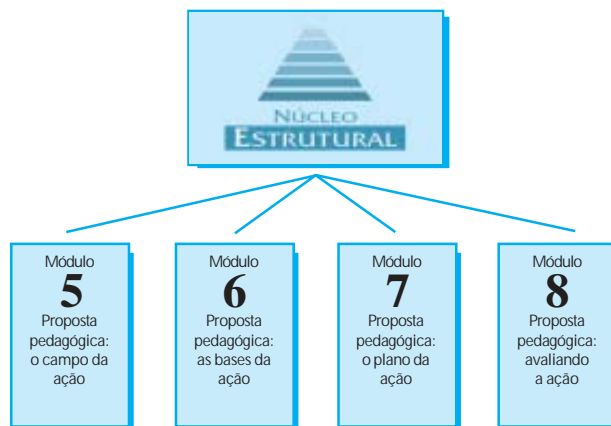 NÚCLEO
ESTRUTURAL
Módulo
5
Proposta
pedagógica:
o campo da
ação
Módulo
6
Proposta
pedagógica:
as bases da
ação
Módulo
7
Proposta
pedagógica:
o plano da
ação
Módulo
8
Proposta
pedagógica:
avaliando
a ação